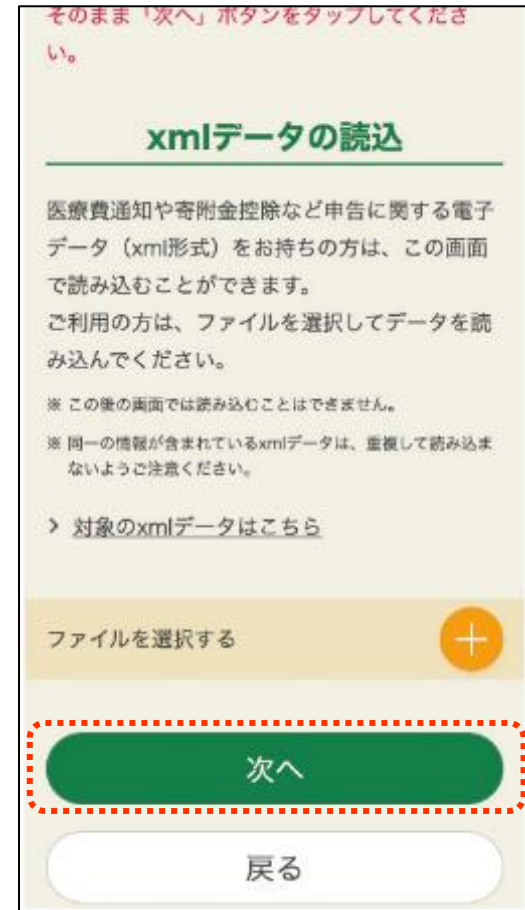 そのまま「次へ」ボタンをタップしてくださ
い。
xmlデータの読込
医療費通知や寄附金控除など申告に関する電子
データ（xml形式）をお持ちの方は、この画面
で読み込むことができます。
ご利用の方は、ファイルを選択してデータを読
み込んでください。
※ この後の画面では読み込むことはできません。
※ 同一の情報が含まれているxmlデータは、重複して読み込ま
ないようご注意ください。
> 対象のxmlデータはこちら
ファイルを選択する
次へ
戻る